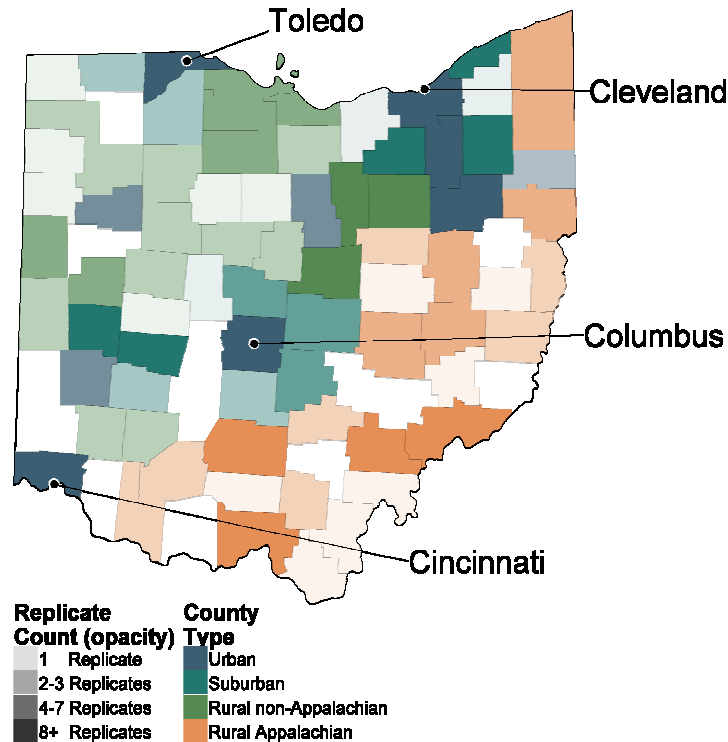 Toledo
Cleveland
Columbus
Cincinnati
Replicate
Count (opacity)
1 Replicate
2-3 Replicates
4-7 Replicates
8+ Replicates
County
Type
Urban
Suburban
Rural non-Appalachian
Rural Appalachian